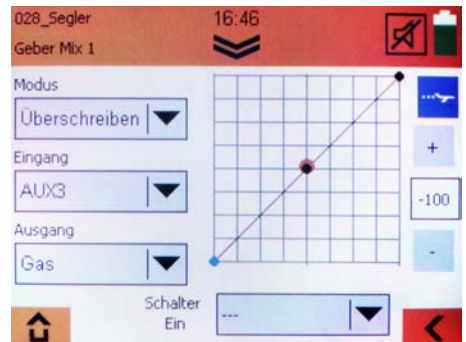 028_Segler
16:46
Geber Mix 1
Modus
Überschreiben
Eingang
AUX3
+
-100
Ausgang
-
Gas
Schalter
Ein
---